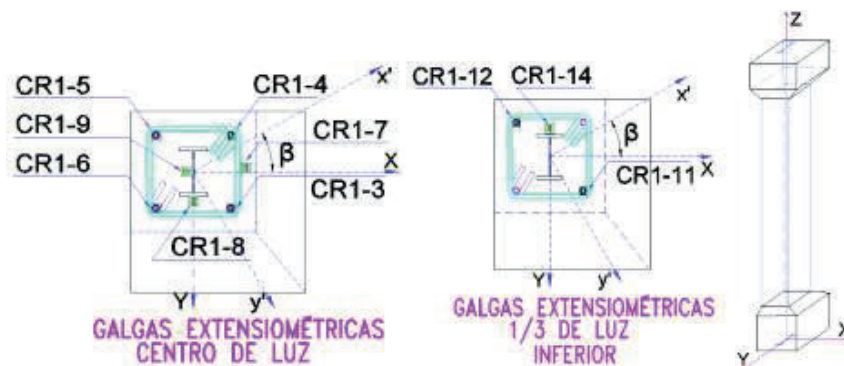 CR1-5
CR1-4
x'
CR1-9
CR1-7
β
CR1-6
X
CR1-3
CR1-8
Y
y'
GALGAS EXTENSIOMÉTRICAS
CENTRO DE LUZ
CR1-12
CR1-14
x'
β
X
CR1-11
Y
y'
GALGAS EXTENSIOMÉTRICAS
1/3 DE LUZ
INFERIOR
Z
X
Y